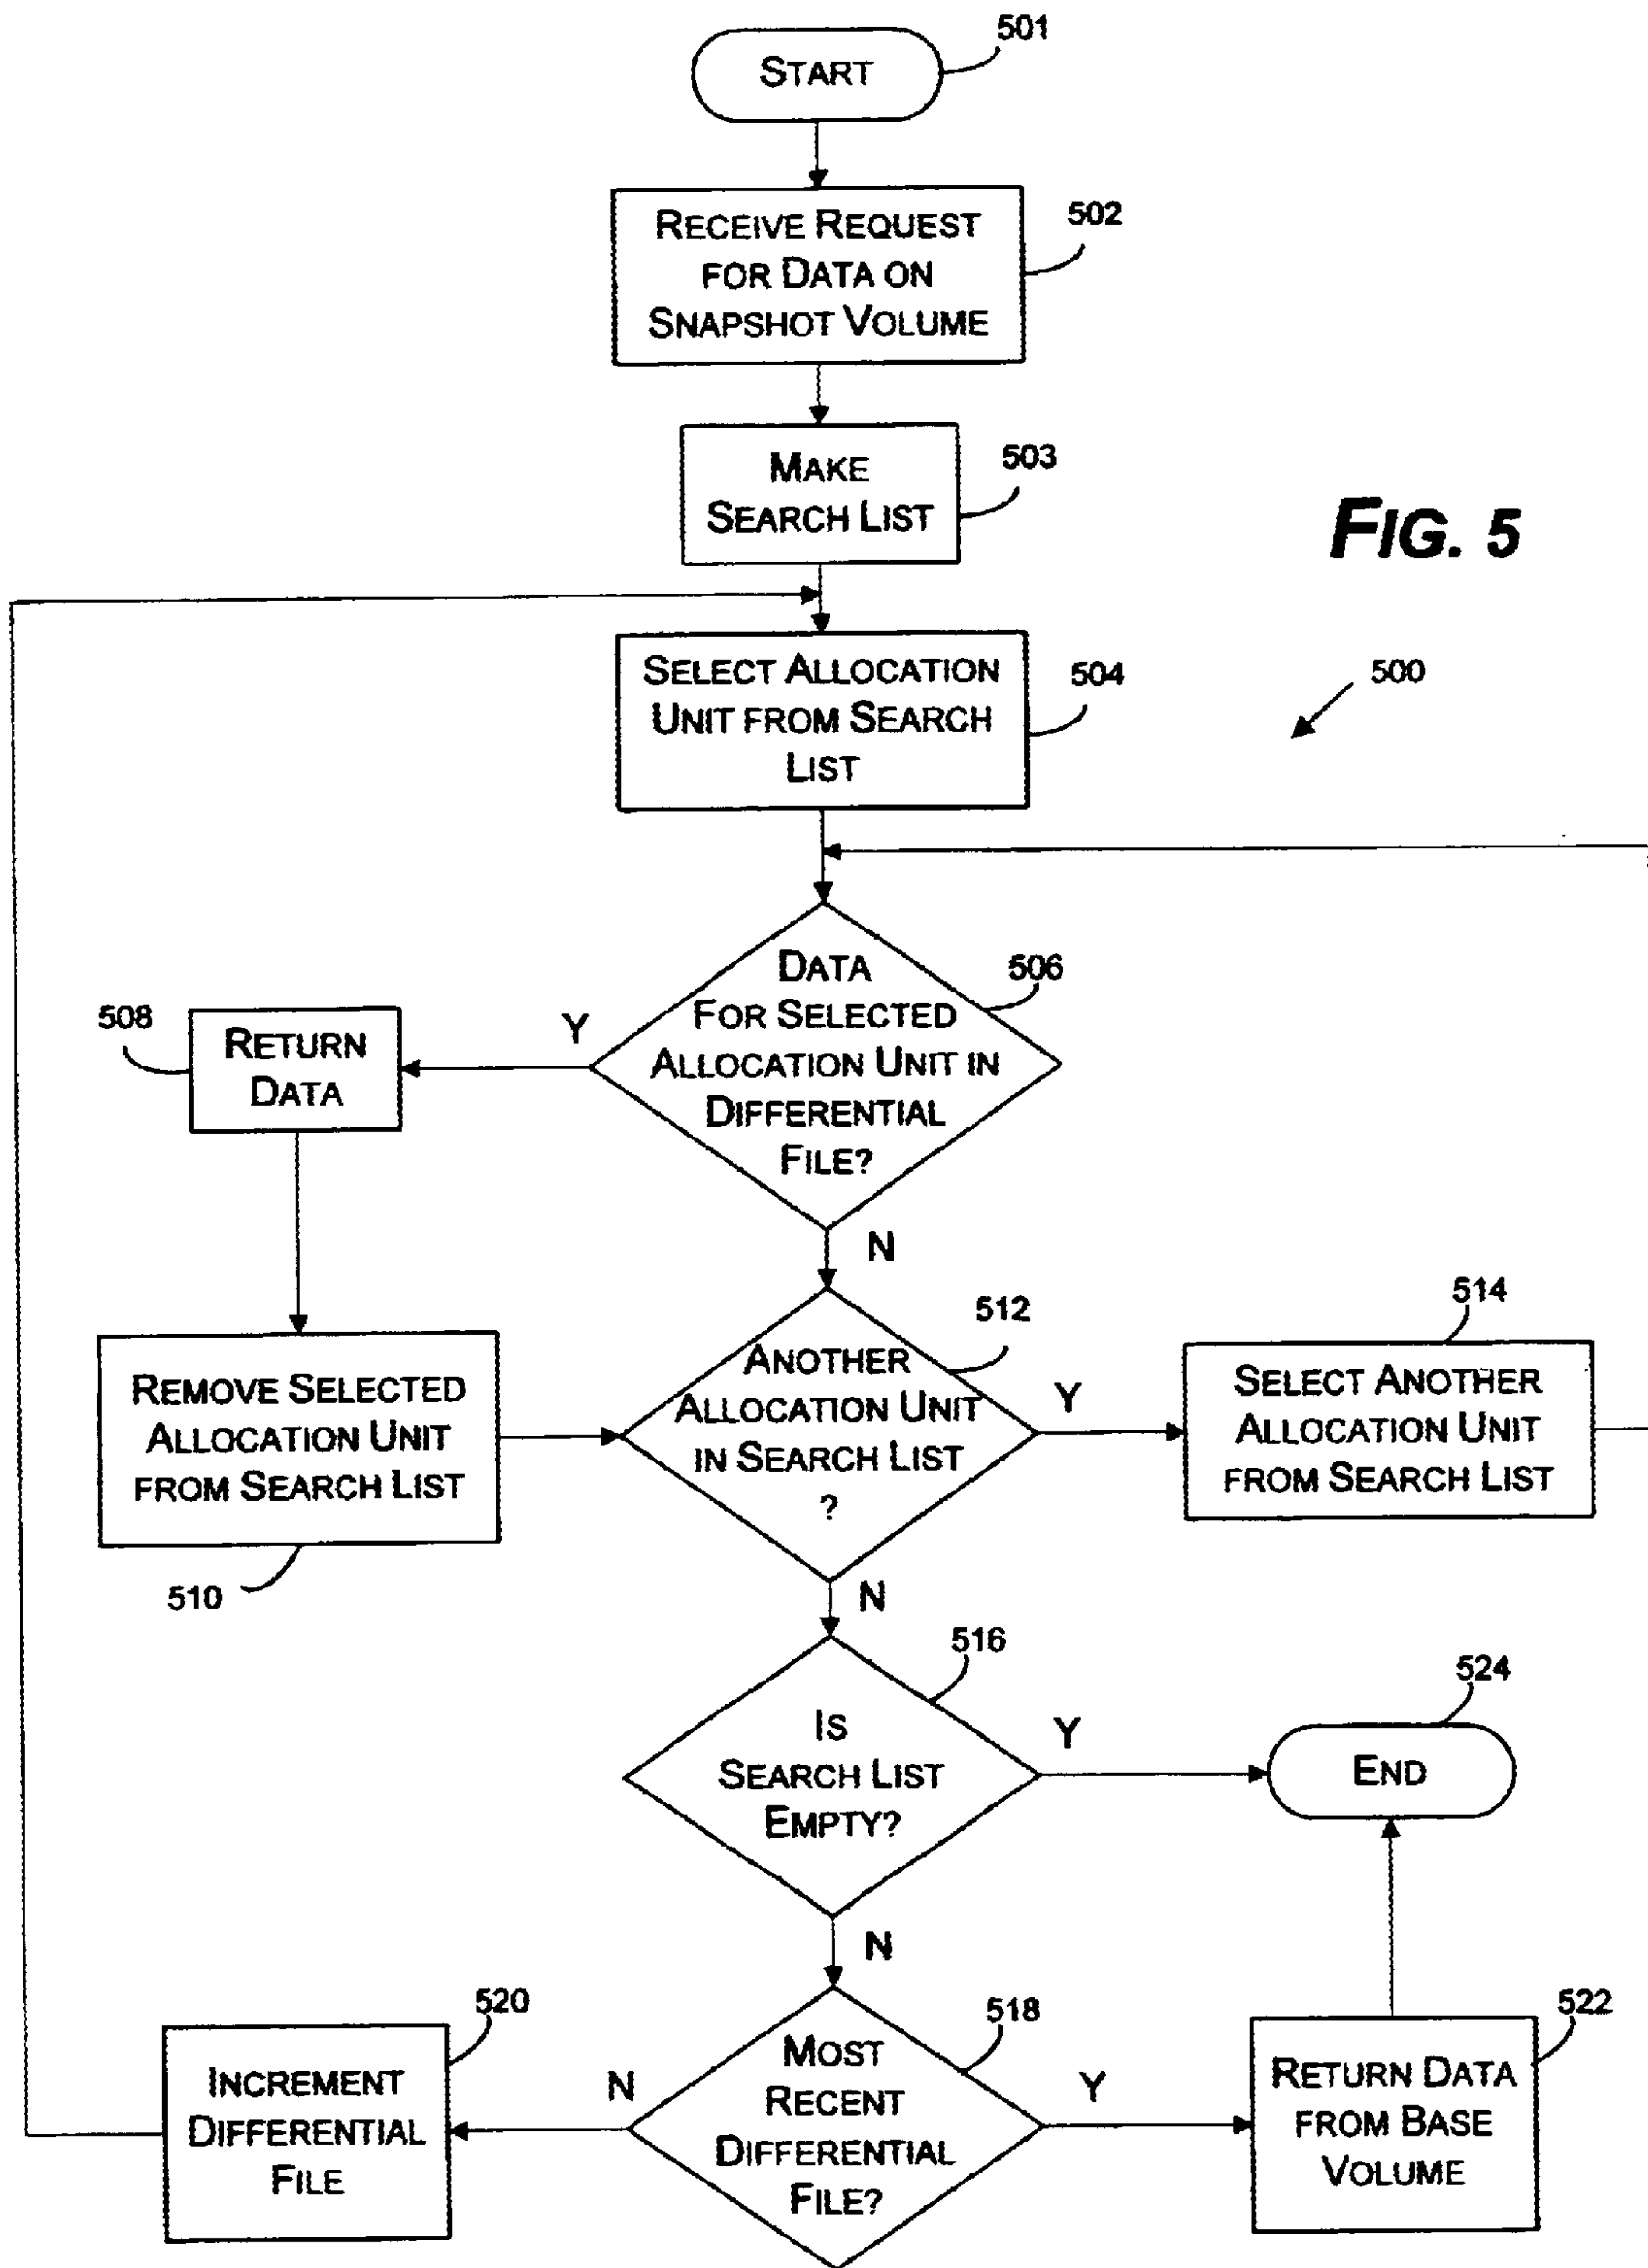 501
START
RECEIVE REQUEST
FOR DATA ON
SNAPSHOT VOLUME
502
MAKE
SEARCH LIST
503
FIG. 5
SELECT ALLOCATION
UNIT FROM SEARCH
LIST
504
500
DATA
FOR SELECTED
ALLOCATION UNIT IN
DIFFERENTIAL
FILE?
506
Y
508
RETURN
DATA
N
512
514
REMOVE SELECTED
ALLOCATION UNIT
FROM SEARCH LIST
510
ANOTHER
ALLOCATION UNIT
IN SEARCH LIST
?
Y
SELECT ANOTHER
ALLOCATION UNIT
FROM SEARCH LIST
N
516
IS
SEARCH LIST
EMPTY?
Y
524
END
N
520
518
522
INCREMENT
DIFFERENTIAL
FILE
N
MOST
RECENT
DIFFERENTIAL
FILE?
Y
RETURN DATA
FROM BASE
VOLUME